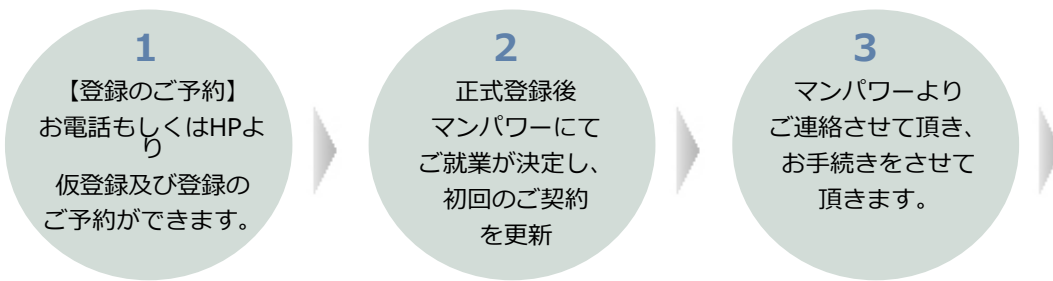 1
【登録のご予約】
お電話もしくはHPよ
り
仮登録及び登録の
ご予約ができます。
2
正式登録後
マンパワーにて
ご就業が決定し、
初回のご契約
を更新
3
マンパワーより
ご連絡させて頂き、
お手続きをさせて
頂きます。